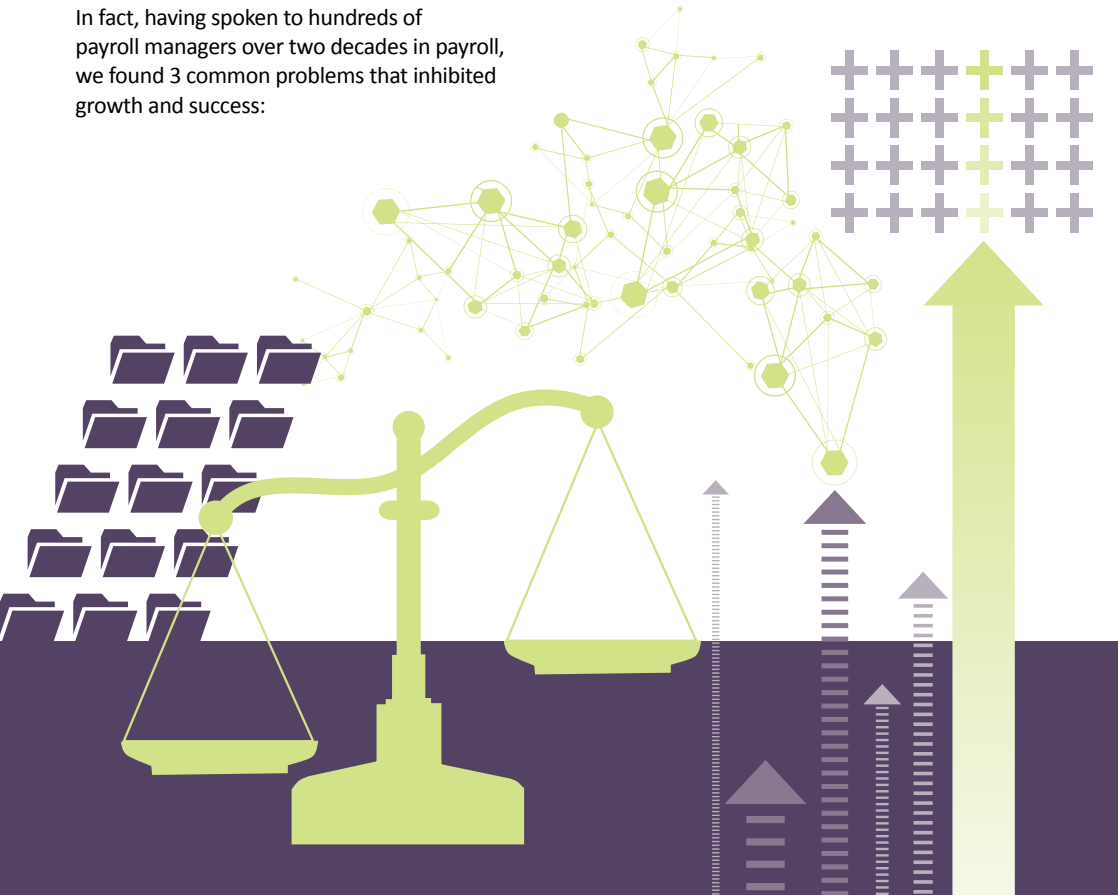 In fact, having spoken to hundreds of
payroll managers over two decades in payroll,
we found 3 common problems that inhibited
growth and success: